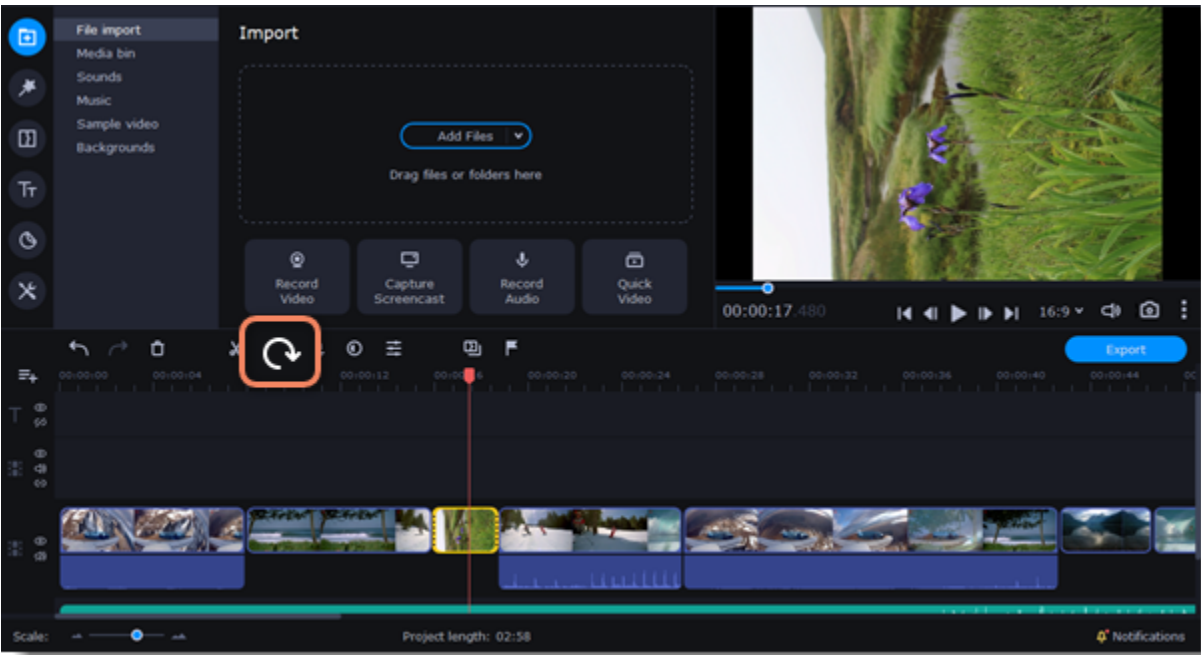 File import
Media bin
Sounds
Music
Sample video
Backgrounds
Import
Add Files
Drag files or folders here
Record
Video
Capture
Screencast
Record
Audio
Quick
Video
00:00:17.480
16:9
Export
00:00:00 00:00:04 00:00:12 00:00:20 00:00:24 00:00:28 00:00:32 00:00:36 00:00:40 00:00:44
Scale:
Project length: 02:58
Notifications